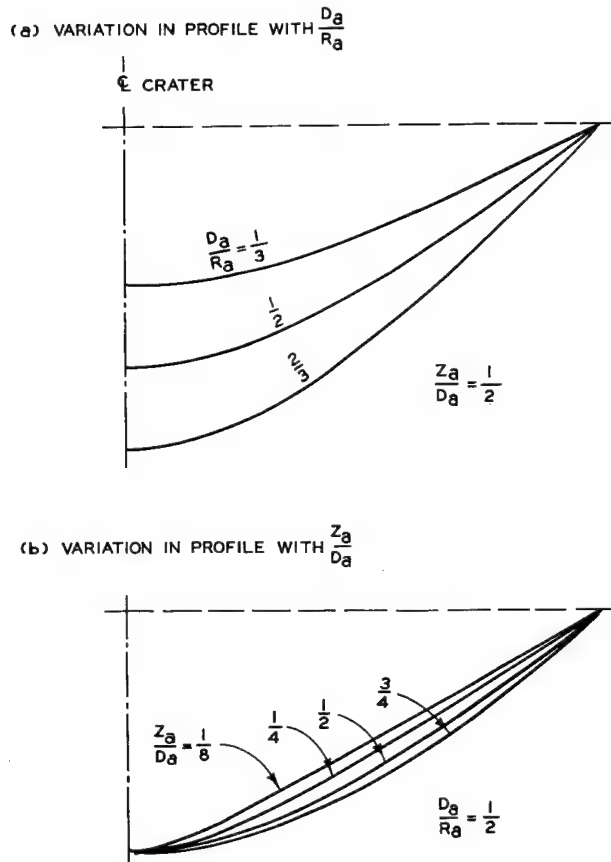 (a) VARIATION IN PROFILE WITH Da/Ra
℄ CRATER
Da/Ra = 1/3
1/2
2/3
Za/Da = 1/2
(b) VARIATION IN PROFILE WITH Za/Da
Za/Da = 1/8
1/4
1/2
3/4
Da/Ra = 1/2